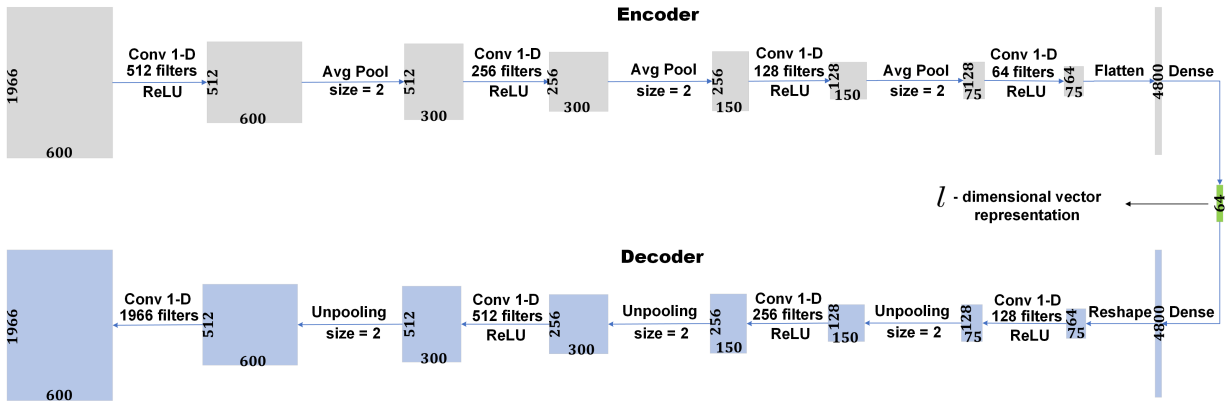 Encoder
1966
600
Conv 1-D
512 filters
ReLU
512
600
Avg Pool
size = 2
512
300
Conv 1-D
256 filters
ReLU
256
300
Avg Pool
size = 2
256
150
Conv 1-D
128 filters
ReLU
128
150
Avg Pool
size = 2
128
75
Conv 1-D
64 filters
ReLU
64
75
Flatten
4800
Dense
64
l - dimensional vector
representation
Decoder
1966
600
Conv 1-D
1966 filters
512
600
Unpooling
size = 2
512
300
Conv 1-D
512 filters
ReLU
256
300
Unpooling
size = 2
256
150
Conv 1-D
256 filters
ReLU
128
150
Unpooling
size = 2
128
75
Conv 1-D
128 filters
ReLU
64
75
Reshape
4800
Dense